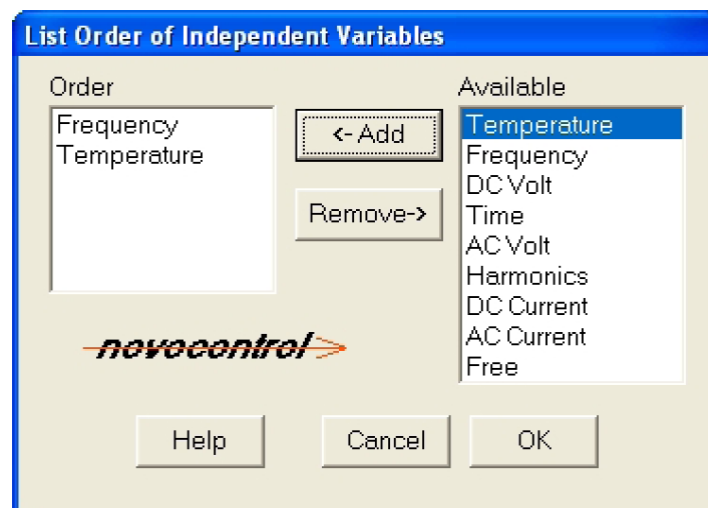 List Order of Independent Variables
Order
Frequency
Temperature
<- Add
Remove->
Available
Temperature
Frequency
DC Volt
Time
AC Volt
Harmonics
DC Current
AC Current
Free
novocontrol
Help
Cancel
OK